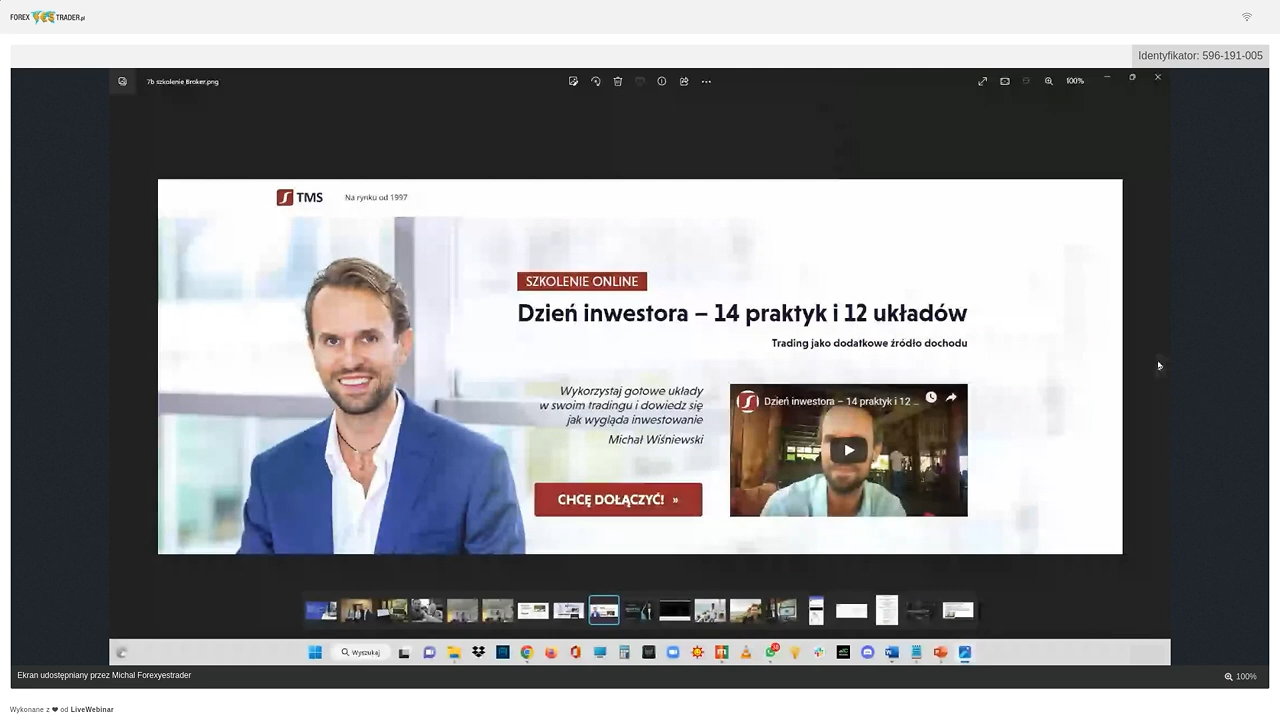 FOREX YES TRADER.pl
Identyfikator: 596-191-005
7b szkolenie Broker.png
100%
TMS
Na rynku od 1997
SZKOLENIE ONLINE
Dzień inwestora – 14 praktyk i 12 układów
Trading jako dodatkowe źródło dochodu
Wykorzystaj gotowe układy
w swoim tradingu i dowiedz się
jak wygląda inwestowanie
Michał Wiśniewski
Dzień inwestora – 14 praktyk i 12 ...
CHCĘ DOŁĄCZYĆ! »
Wyszukaj
Ekran udostępniany przez Michal Forexyestrader
100%
Wykonane z ❤ od LiveWebinar